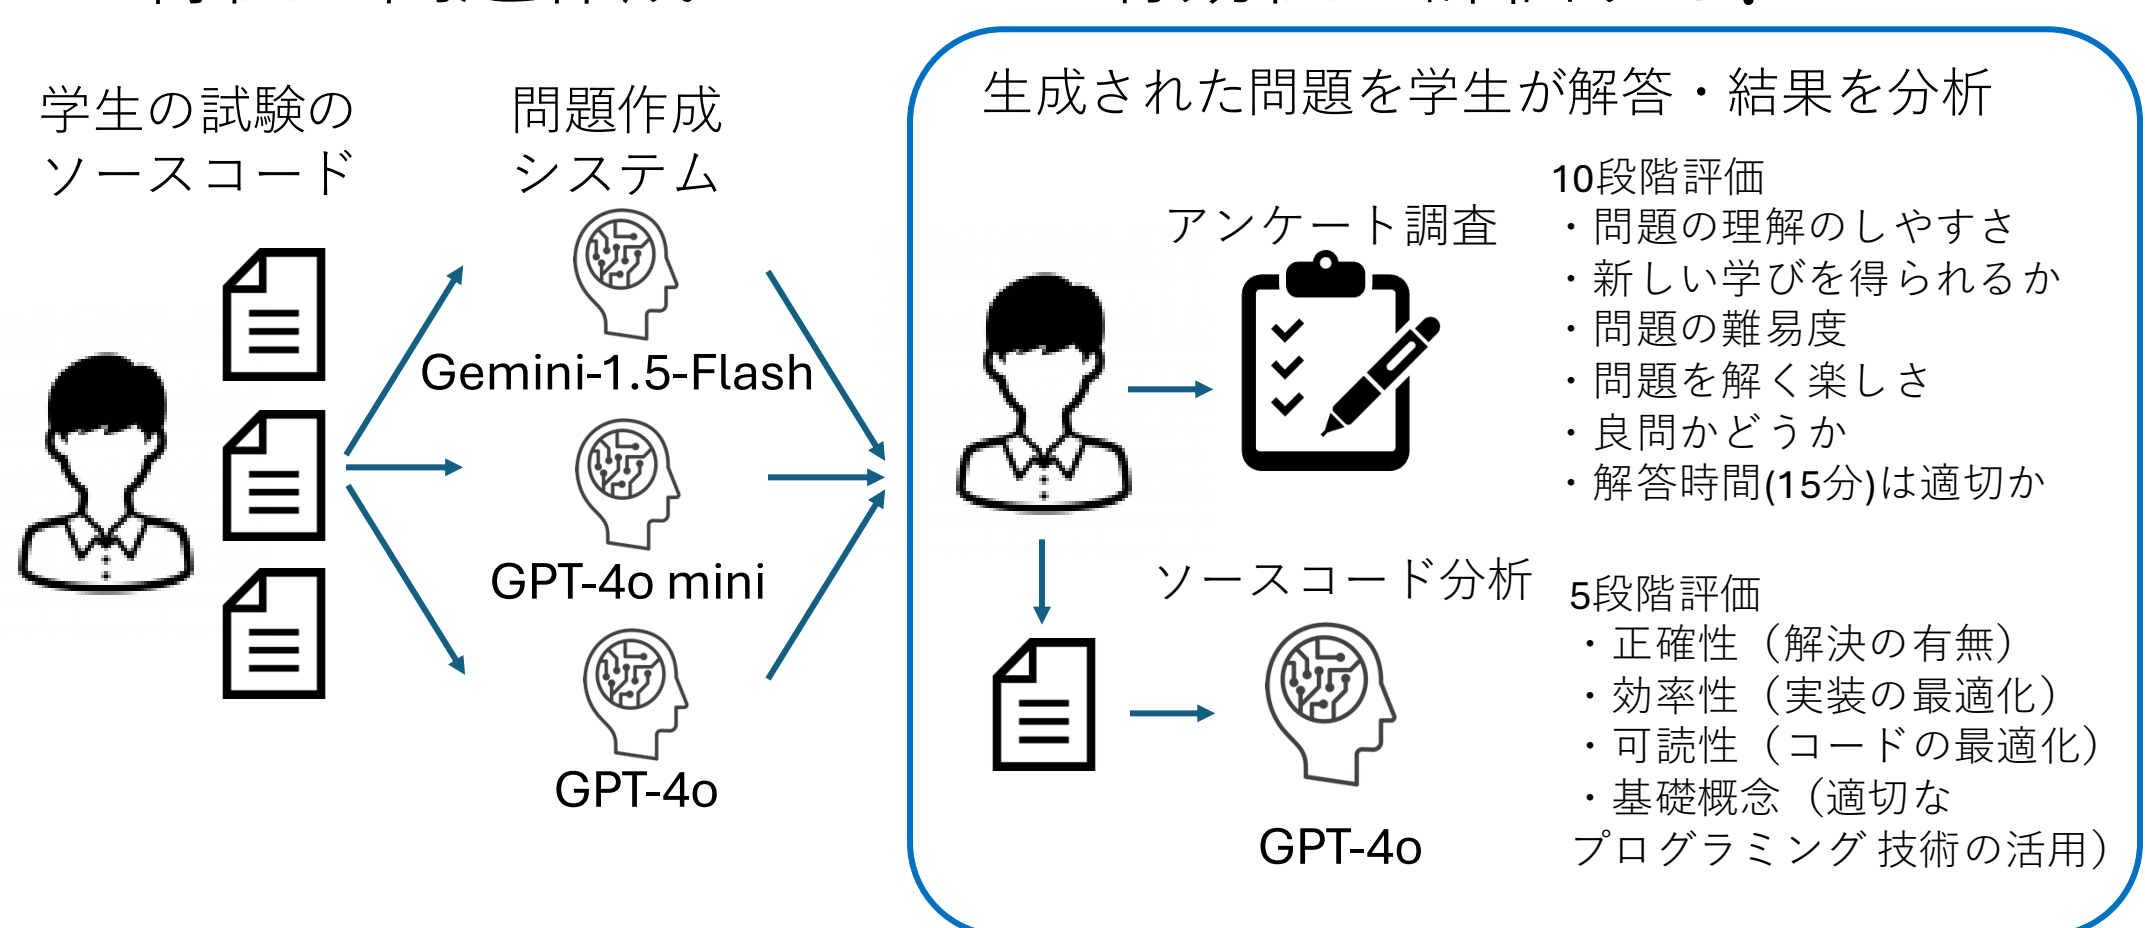 学生の試験の
ソースコード
問題作成
システム
Gemini-1.5-Flash
GPT-4o mini
GPT-4o
生成された問題を学生が解答・結果を分析
アンケート調査
10段階評価
・問題の理解のしやすさ
・新しい学びを得られるか
・問題の難易度
・問題を解く楽しさ
・良問かどうか
・解答時間(15分)は適切か
ソースコード分析
GPT-4o
5段階評価
・正確性（解決の有無）
・効率性（実装の最適化）
・可読性（コードの最適化）
・基礎概念（適切な
プログラミング 技術の活用）